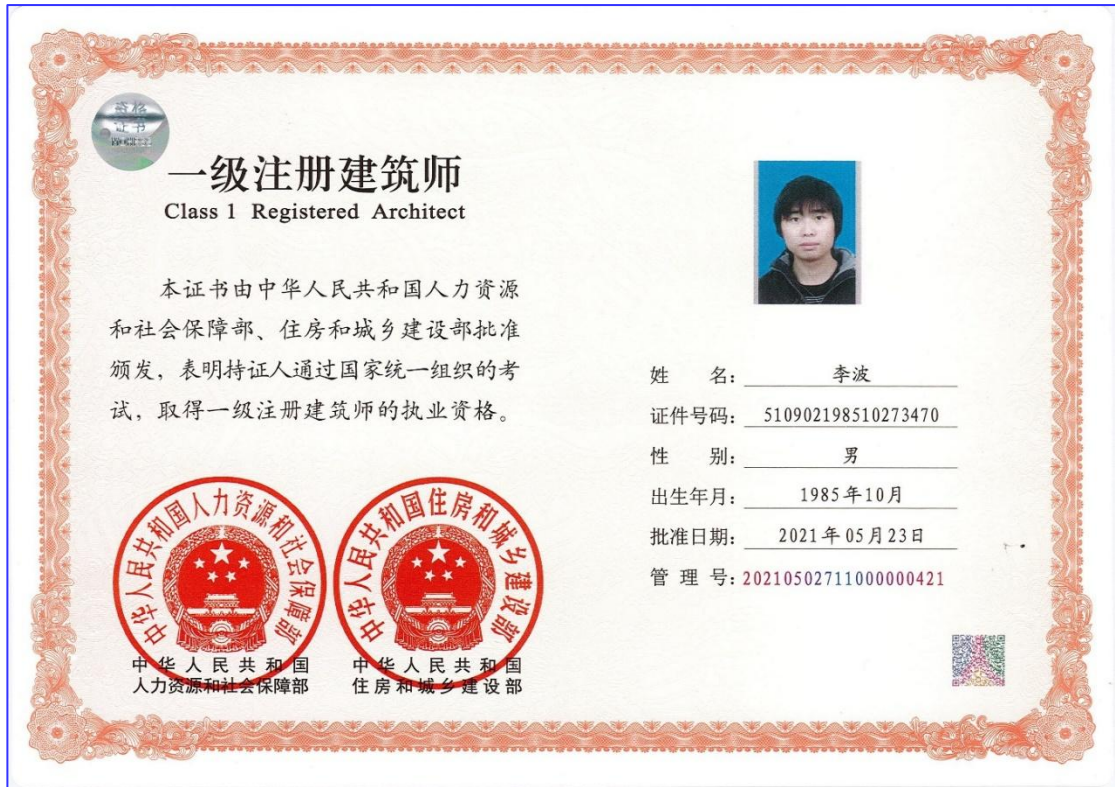 资格
证书
一级注册建筑师
Class 1 Registered Architect
本证书由中华人民共和国人力资源
和社会保障部、住房和城乡建设部批准
颁发，表明持证人通过国家统一组织的考
试，取得一级注册建筑师的执业资格。
姓 名：李波
证件号码：510902198510273470
性 别：男
出生年月：1985年10月
批准日期：2021年05月23日
管 理 号：20210502711000000421
中华人民共和国人力资源和社会保障部
中华人民共和国住房和城乡建设部
中华人民共和国
人力资源和社会保障部
中华人民共和国
住房和城乡建设部